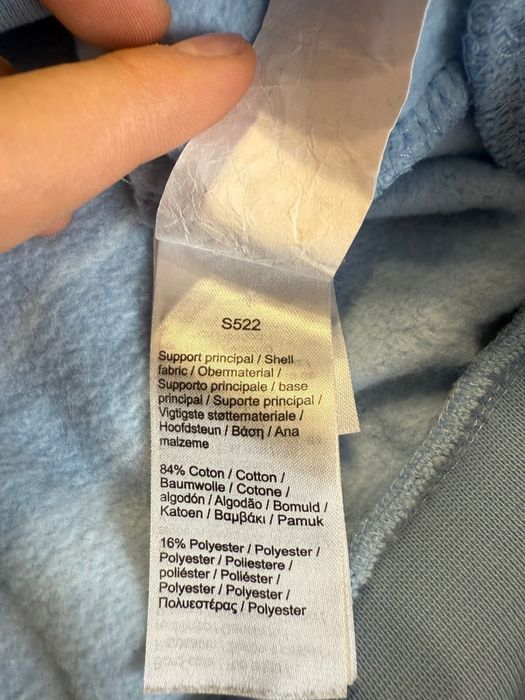 S522
Support principal / Shell
fabric / Obermaterial /
Supporto principale / base
principal / Suporte principal /
Vigtigste støttemateriale /
Hoofdsteun / Βάση / Ana
malzeme
84% Coton / Cotton /
Baumwolle / Cotone /
algodón / Algodão / Bomuld /
Katoen / Βαμβάκι / Pamuk
16% Polyester / Polyester /
Polyester / Poliestere /
poliéster / Poliéster /
Polyester / Polyester /
Πολυεστέρας / Polyester